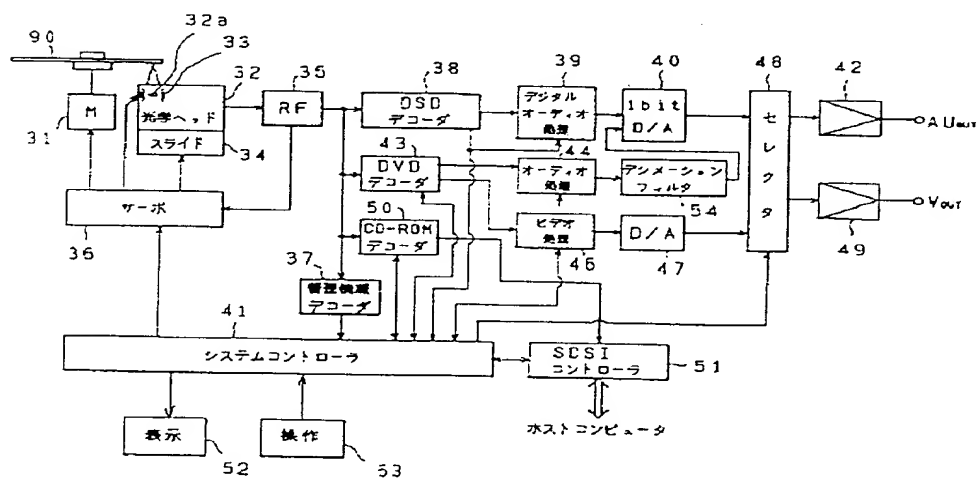 90
32a
33
32
35
38
39
40
48
42
M
31
光学ヘッド
スライド
34
RF
DSD
デコーダ
デジタル
オーディオ
処理
1bit
D/A
セレクタ
AUOUT
43
DVD
デコーダ
44
オーディオ
処理
デシメーション
フィルタ
54
サーボ
36
50
CD-ROM
デコーダ
ビデオ
処理
46
D/A
47
49
VOUT
37
管理情報
デコーダ
41
システムコントローラ
SCSI
コントローラ
51
表示
52
操作
53
ホストコンピュータ